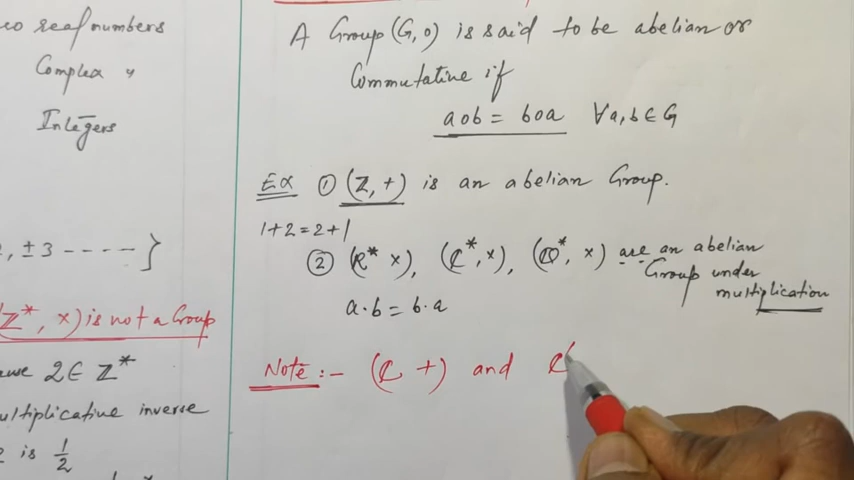 real numbers
Complex "
Integers
, ±3 ---- }
Z*, ×) is not a Group
2 ∈ Z*
multiplicative inverse
is 1/2
A Group (G, o) is said to be abelian or
Commutative if
aob = boa ∀ a, b ∈ G
Ex ① (Z, +) is an abelian Group.
1+2 = 2+1
② (R* ×), (C*, ×), (Q*, ×) are an abelian
Group under
multiplication
a·b = b·a
Note :- (C +) and C